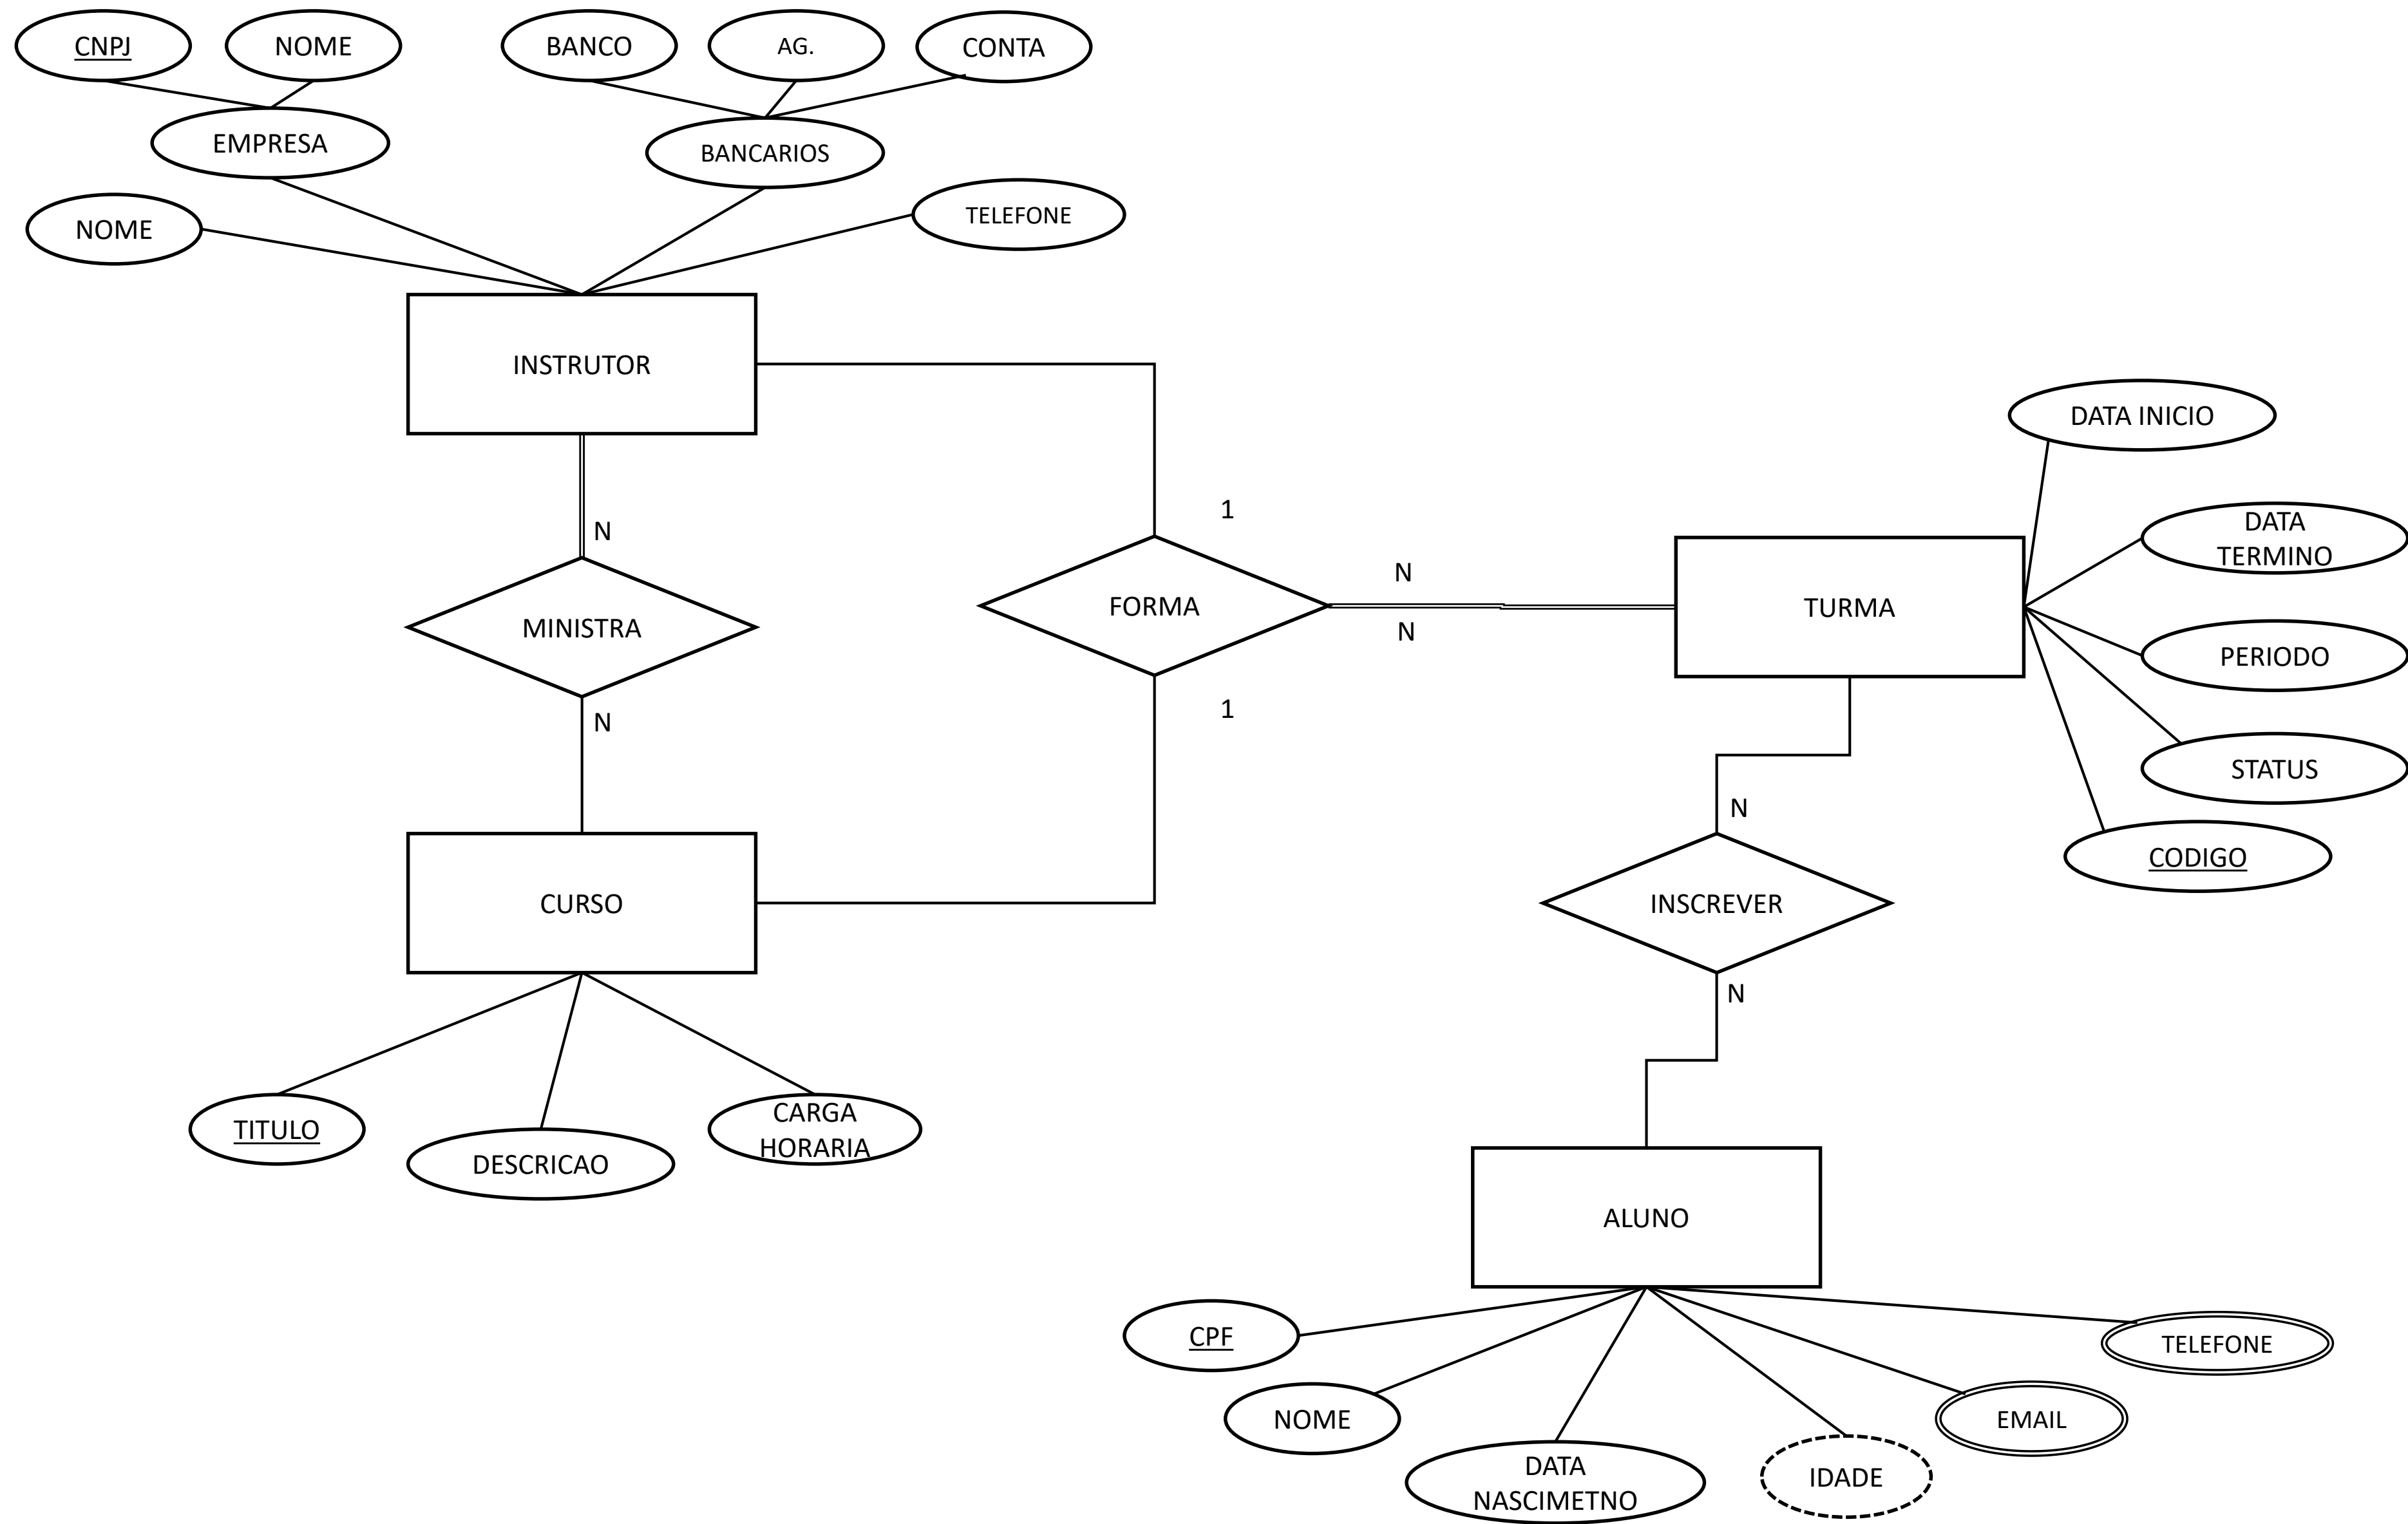 CNPJ
NOME
BANCO
AG.
CONTA
EMPRESA
BANCARIOS
NOME
TELEFONE
INSTRUTOR
DATA INICIO
1
N
DATA
TERMINO
N
FORMA
TURMA
MINISTRA
N
PERIODO
1
N
STATUS
N
CODIGO
CURSO
INSCREVER
N
TITULO
DESCRICAO
CARGA
HORARIA
ALUNO
CPF
TELEFONE
NOME
EMAIL
DATA
NASCIMETNO
IDADE